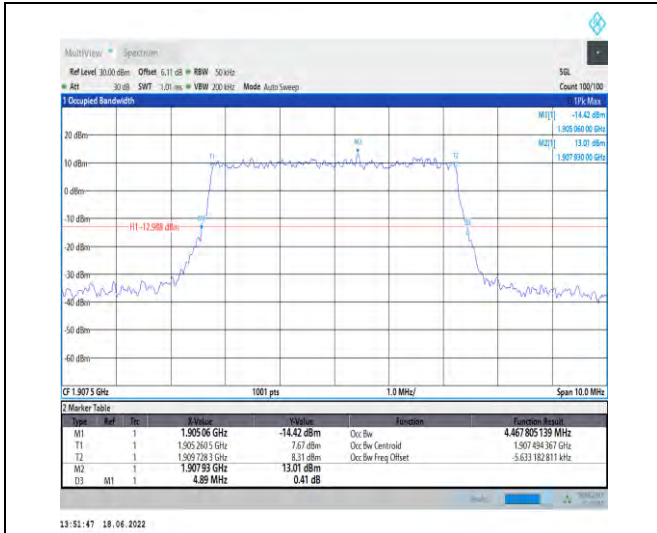 MultiView Spectrum
Ref Level 30.00 dBm Offset 6.11 dB RBW 50 kHz SGL
Att 30 dB SWT 1.01 ms VBW 200 kHz Mode Auto Sweep Count 100/100
1 Occupied Bandwidth 1Pk Max
M1[1] -14.42 dBm
1.905 060 00 GHz
M2[1] 13.01 dBm
1.907 930 00 GHz
20 dBm
M2
T1 T2
10 dBm
0 dBm
-10 dBm
H1 -12.988 dBm
-20 dBm
-30 dBm
-40 dBm
-50 dBm
-60 dBm
CF 1.907 5 GHz 1001 pts 1.0 MHz/ Span 10.0 MHz
2 Marker Table
Type Ref Trc X-Value Y-Value Function Function Result
M1 1 1.905 06 GHz -14.42 dBm Occ Bw 4.467 805 139 MHz
T1 1 1.905 260 5 GHz 7.67 dBm Occ Bw Centroid 1.907 494 367 GHz
T2 1 1.909 728 3 GHz 8.31 dBm Occ Bw Freq Offset -5.633 182 811 kHz
M2 1 1.907 93 GHz 13.01 dBm
D3 M1 1 4.89 MHz 0.41 dB
13:51:47 18.06.2022